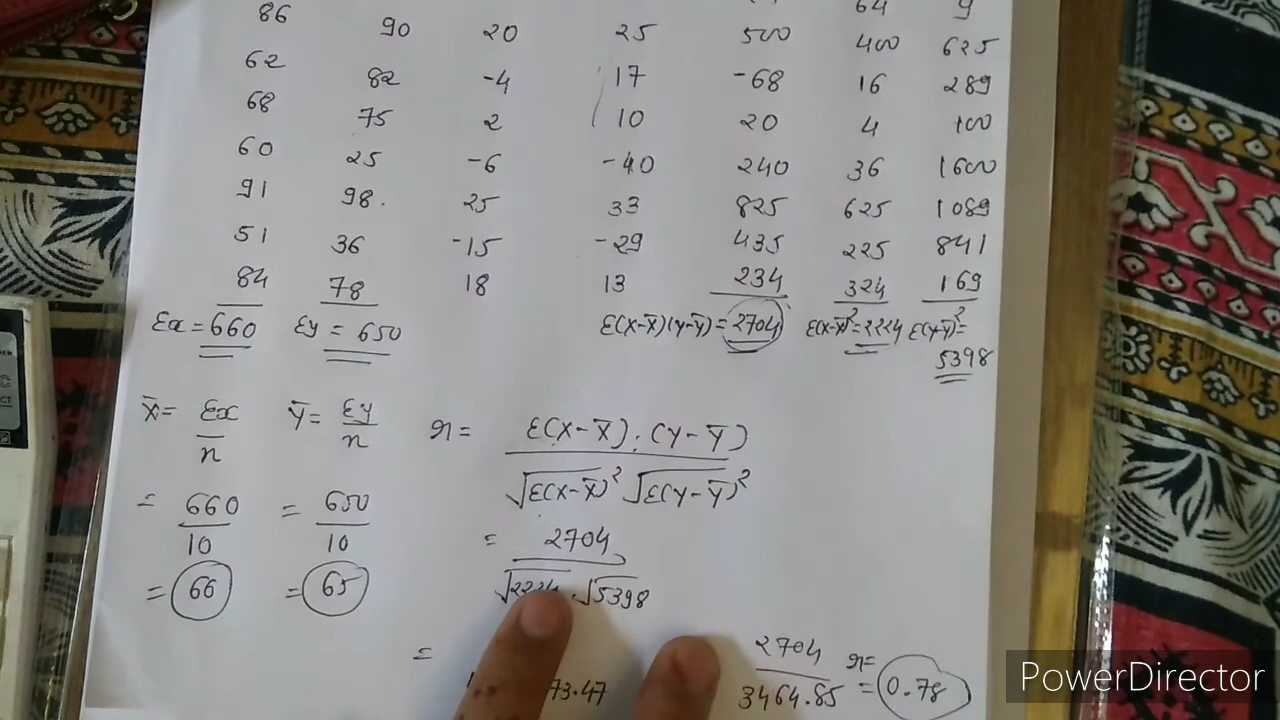 64 9
86 90 20 25 500 400 625
62 82 -4 17 -68 16 289
68 75 2 10 20 4 100
60 25 -6 -40 240 36 1600
91 98. 25 33 825 625 1089
51 36 -15 -29 435 225 841
84 78 18 13 234 324 169
Σx = 660 Σy = 650 Σ(X-X̄)(Y-Ȳ) = 2704 Σ(X-X̄)² = 2224 Σ(Y-Ȳ)² =
5398
X̄ = Σx/n Ȳ = Σy/n r = Σ(X-X̄).(Y-Ȳ) / √Σ(X-X̄)² √Σ(Y-Ȳ)²
= 660/10 = 650/10 = 2704 / √2224 . √5398
= 66 = 65
= 73.47 2704/3464.85 r= = 0.78
PowerDirector